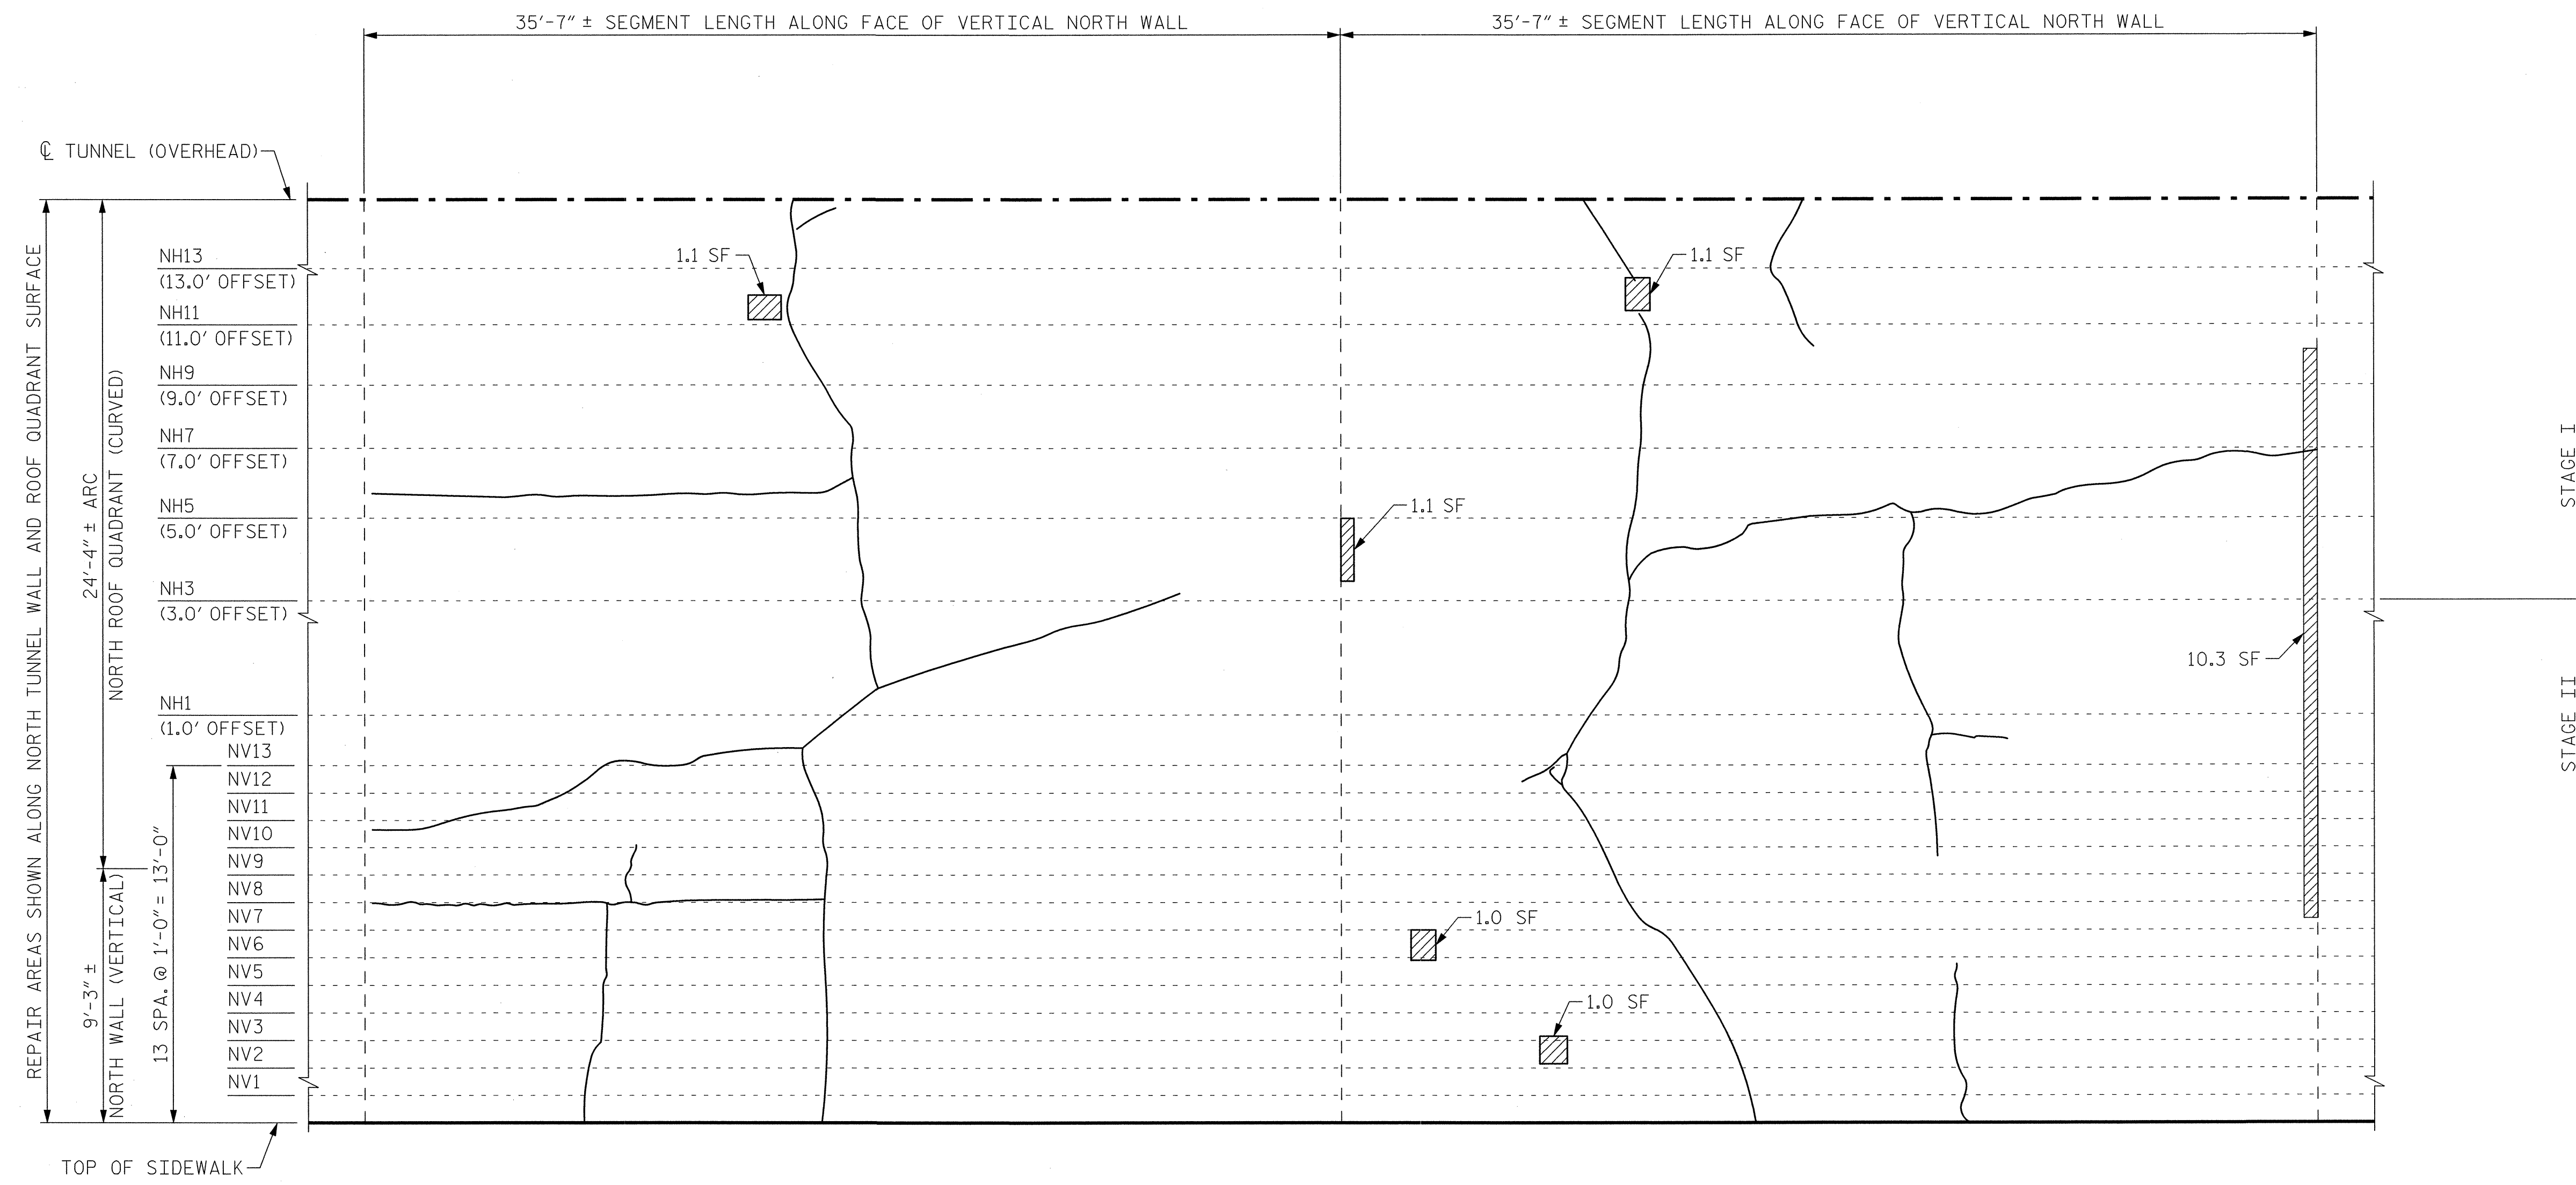 35'-7" ± SEGMENT LENGTH ALONG FACE OF VERTICAL NORTH WALL
35'-7" ± SEGMENT LENGTH ALONG FACE OF VERTICAL NORTH WALL
℄ TUNNEL (OVERHEAD)
REPAIR AREAS SHOWN ALONG NORTH TUNNEL WALL AND ROOF QUADRANT SURFACE
24'-4" ± ARC
NORTH ROOF QUADRANT (CURVED)
9'-3" ±
NORTH WALL (VERTICAL)
13 SPA. @ 1'-0" = 13'-0"
NH13
(13.0' OFFSET)
NH11
(11.0' OFFSET)
NH9
(9.0' OFFSET)
NH7
(7.0' OFFSET)
NH5
(5.0' OFFSET)
NH3
(3.0' OFFSET)
NH1
(1.0' OFFSET)
NV13
NV12
NV11
NV10
NV9
NV8
NV7
NV6
NV5
NV4
NV3
NV2
NV1
1.1 SF
1.1 SF
1.1 SF
10.3 SF
1.0 SF
1.0 SF
STAGE I
STAGE II
TOP OF SIDEWALK